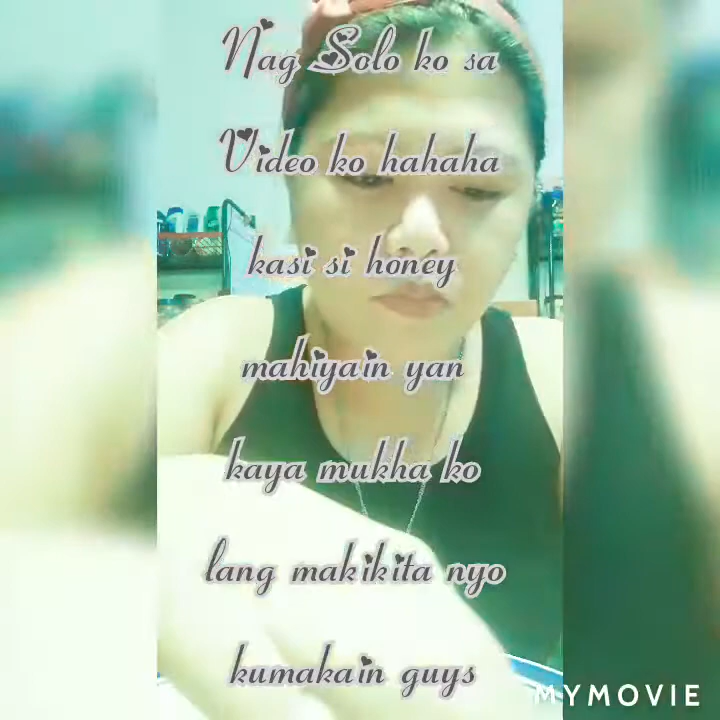 Nag Solo ko sa
Video ko hahaha
kasi si honey
mahiyain yan
kaya mukha ko
lang makikita nyo
kumakain guys
MYMOVIE